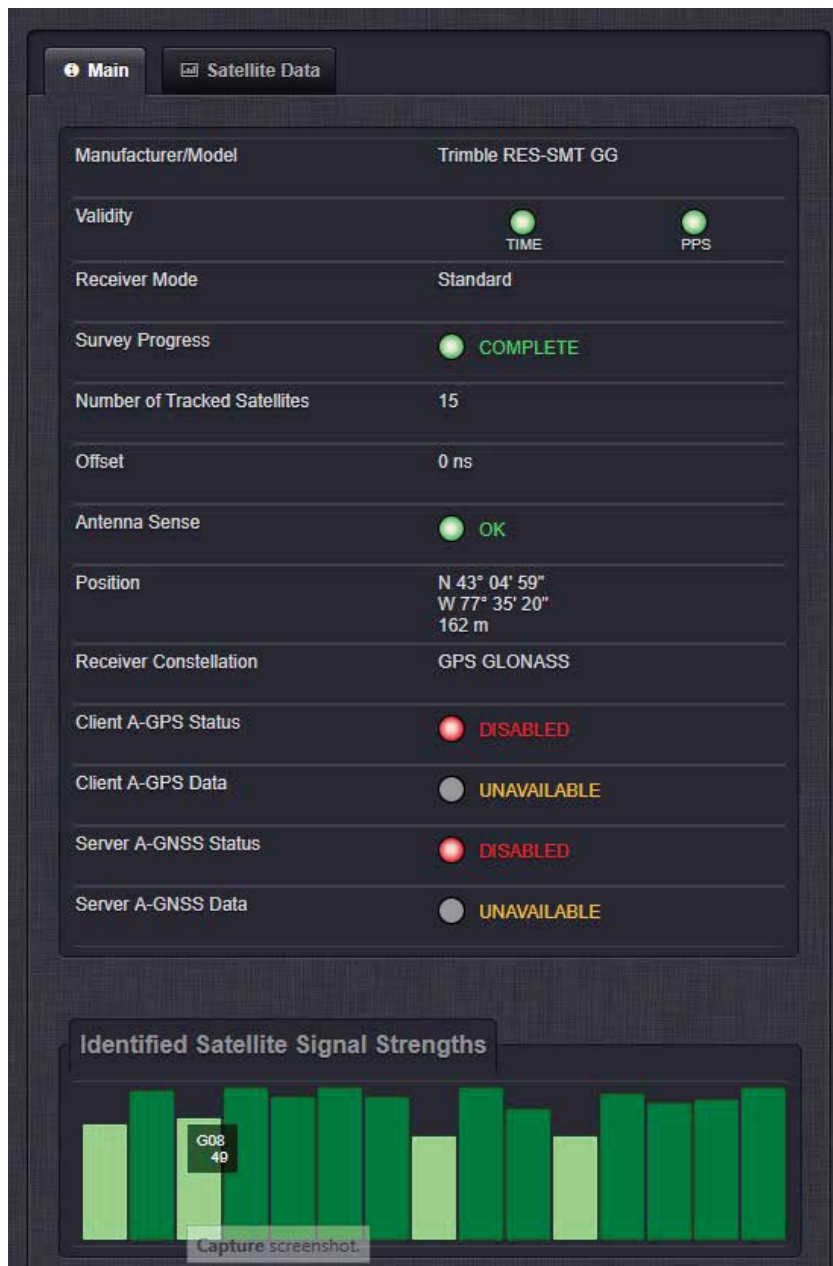 Main
Satellite Data
Manufacturer/Model Trimble RES-SMT GG
Validity
TIME PPS
Receiver Mode Standard
Survey Progress COMPLETE
Number of Tracked Satellites 15
Offset 0 ns
Antenna Sense OK
Position N 43° 04' 59"
W 77° 35' 20"
162 m
Receiver Constellation GPS GLONASS
Client A-GPS Status DISABLED
Client A-GPS Data UNAVAILABLE
Server A-GNSS Status DISABLED
Server A-GNSS Data UNAVAILABLE
Identified Satellite Signal Strengths
G08
49
Capture screenshot.